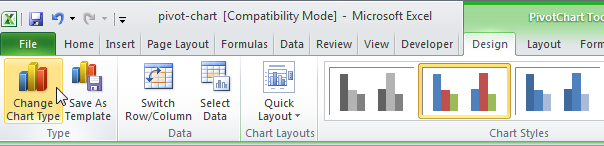 pivot-chart [Compatibility Mode] - Microsoft Excel
PivotChart Too
File Home Insert Page Layout Formulas Data Review View Developer Design Layout Form
Change Chart Type
Save As Template
Switch Row/Column
Select Data
Quick Layout
Type Data Chart Layouts Chart Styles